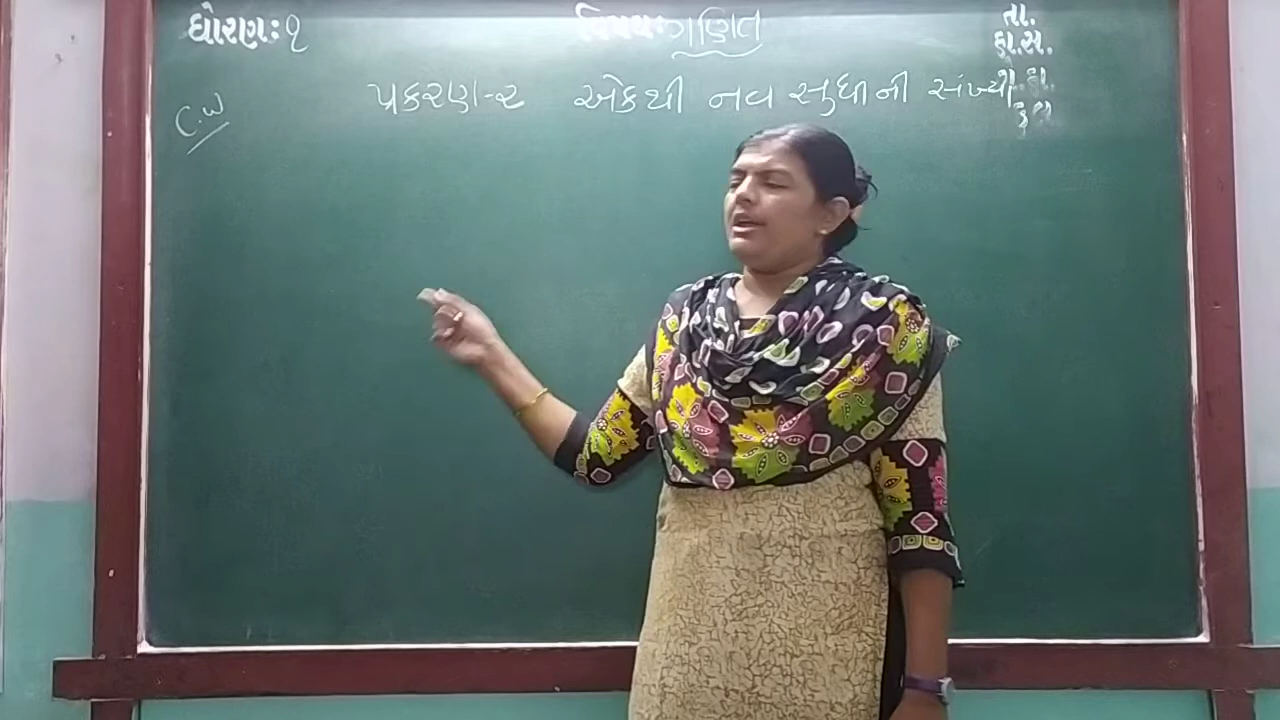 ધોરણ: ૧
વિષય: ગણિત
તા.
હા.સ.
ગે.હા.
કુલ
પ્રકરણ-૨ એકથી નવ સુધીની સંખ્યા
C.W